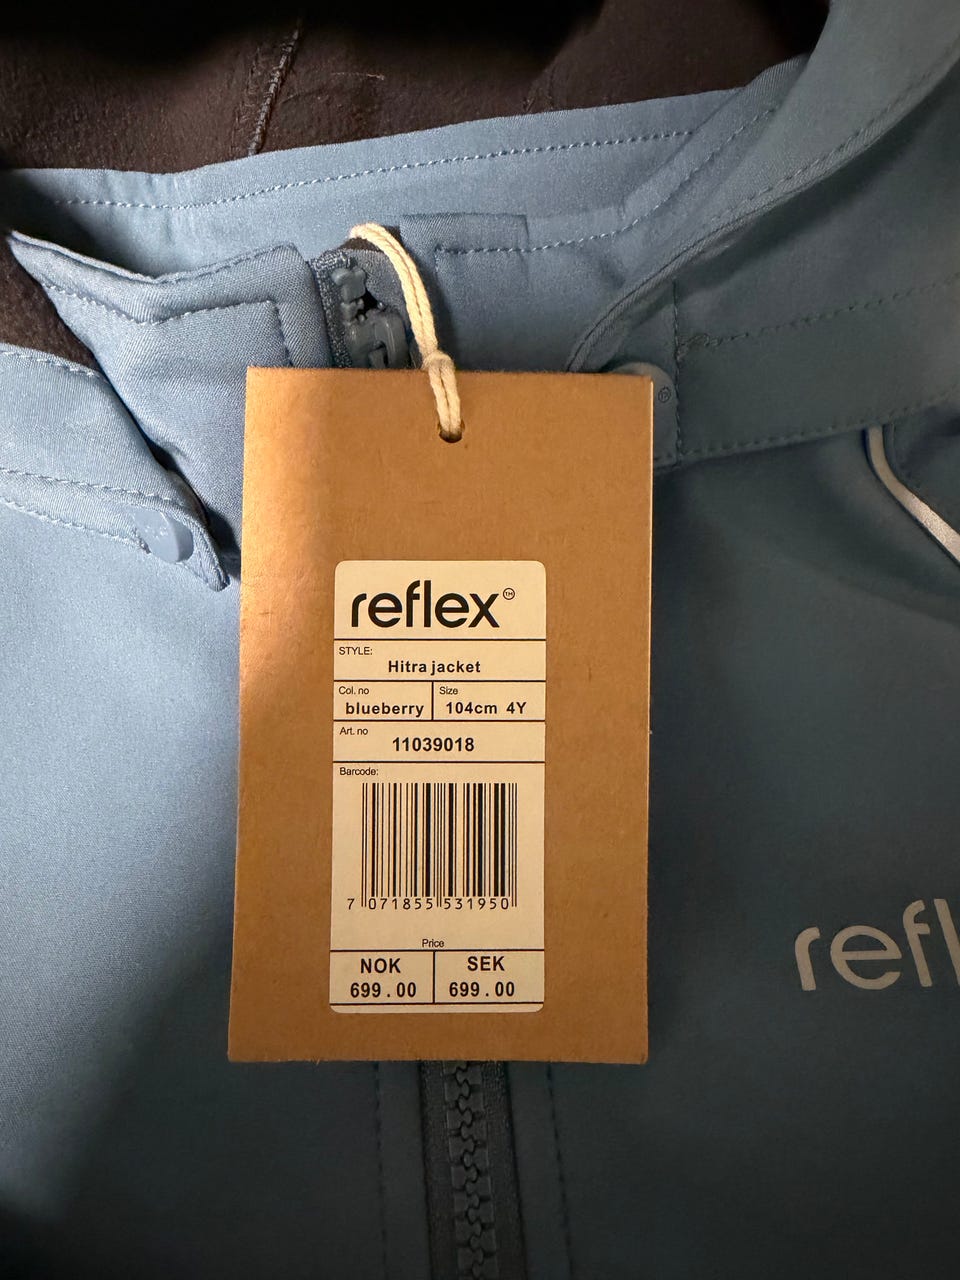 reflex™
STYLE:
Hitra jacket
Col. no
Size
blueberry
104cm 4Y
Art. no
11039018
Barcode:
7 071855 531950
Price
NOK
SEK
699.00
699.00
refl
®